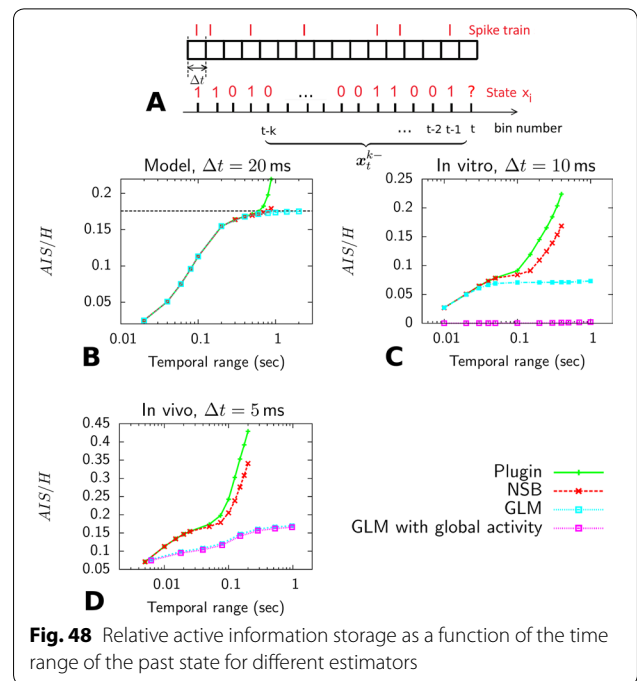 Spike train
Δt
A
1 1 0 1 0 ... 0 0 1 1 0 0 1 ? State x_i
t-k ... t-2 t-1 t bin number
x_t^{k-}
Model, Δt = 20 ms
0.2
0.15
0.1
0.05
AIS/H
0.01 0.1 1
B Temporal range (sec)
In vitro, Δt = 10 ms
0.25
0.2
0.15
0.1
0.05
0
AIS/H
0.01 0.1 1
C Temporal range (sec)
In vivo, Δt = 5 ms
0.45
0.4
0.35
0.3
0.25
0.2
0.15
0.1
0.05
AIS/H
0.01 0.1 1
D Temporal range (sec)
Plugin
NSB
GLM
GLM with global activity
Fig. 48 Relative active information storage as a function of the time
range of the past state for different estimators